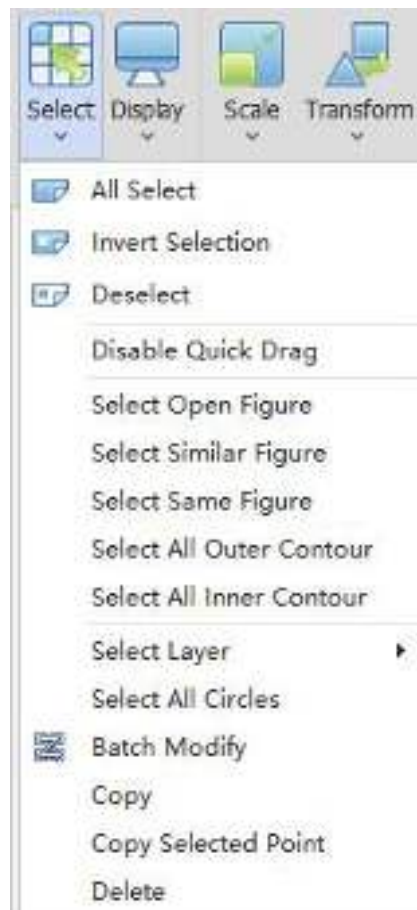 Select Display Scale Transform
All Select
Invert Selection
Deselect
Disable Quick Drag
Select Open Figure
Select Similar Figure
Select Same Figure
Select All Outer Contour
Select All Inner Contour
Select Layer
Select All Circles
Batch Modify
Copy
Copy Selected Point
Delete